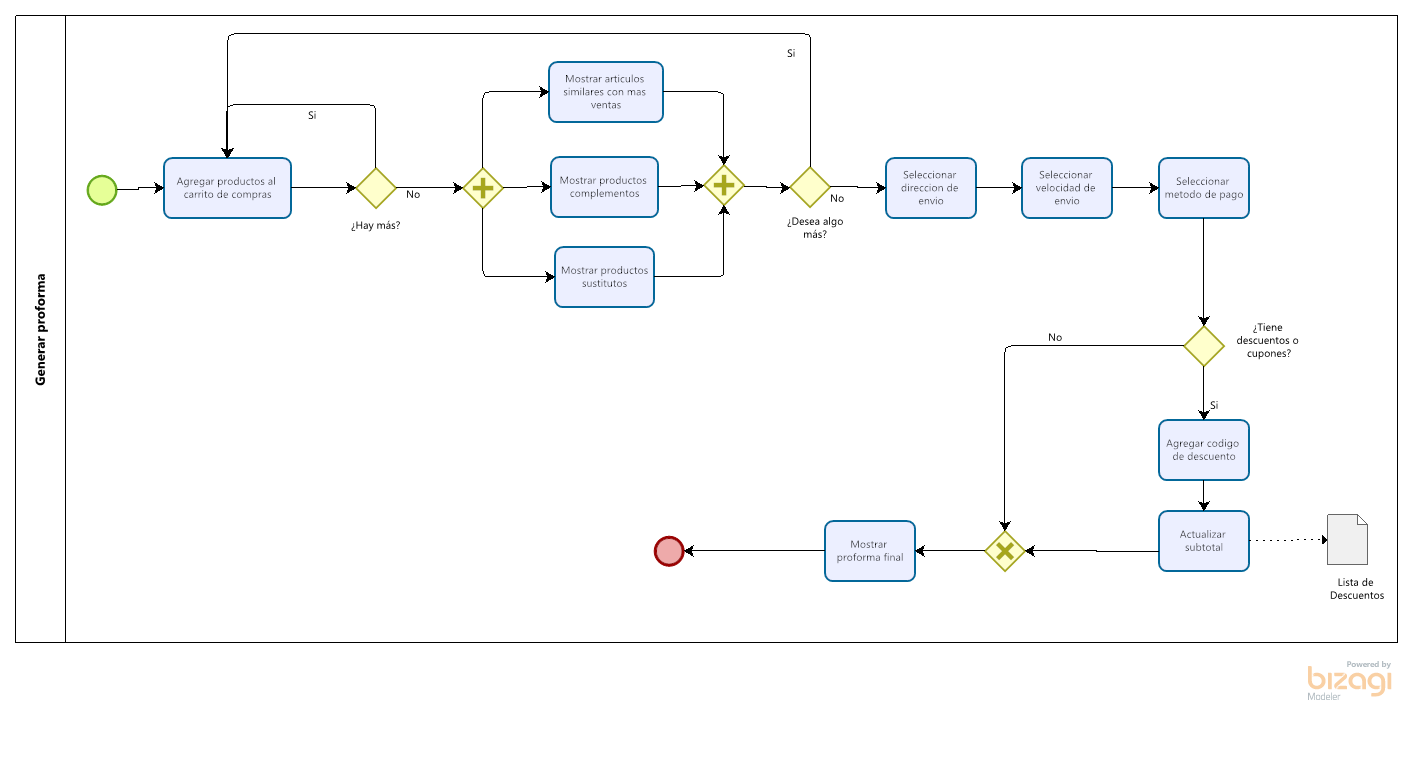 Generar proforma
Si
Si
Mostrar articulos
similares con mas
ventas
Agregar productos al
carrito de compras
No
¿Hay más?
Mostrar productos
complementos
Mostrar productos
sustitutos
No
¿Desea algo
más?
Seleccionar
direccion de
envio
Seleccionar
velocidad de
envio
Seleccionar
metodo de pago
¿Tiene
descuentos o
cupones?
No
Si
Agregar codigo
de descuento
Actualizar
subtotal
Lista de
Descuentos
Mostrar
proforma final
Powered by
bizagi
Modeler